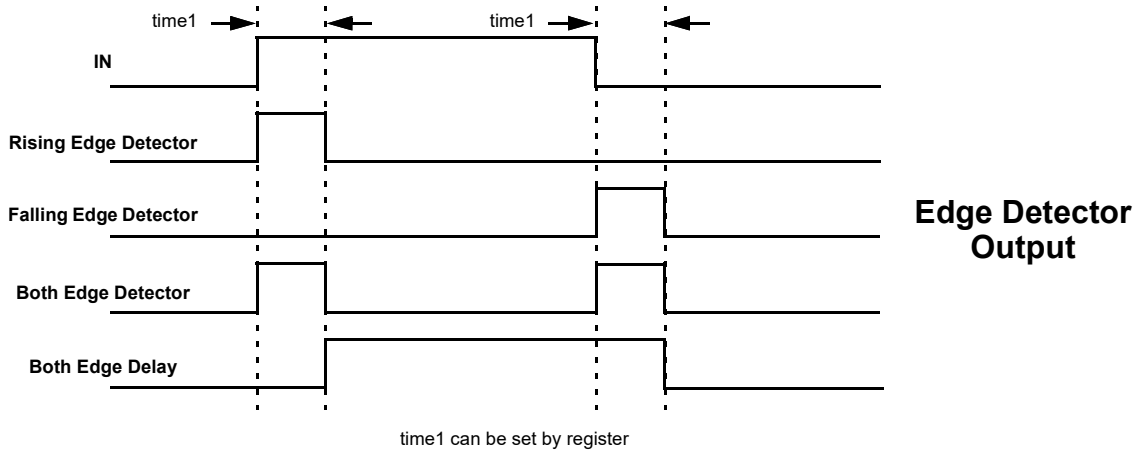 time1
time1
IN
Rising Edge Detector
Falling Edge Detector
Edge Detector
Output
Both Edge Detector
Both Edge Delay
time1 can be set by register